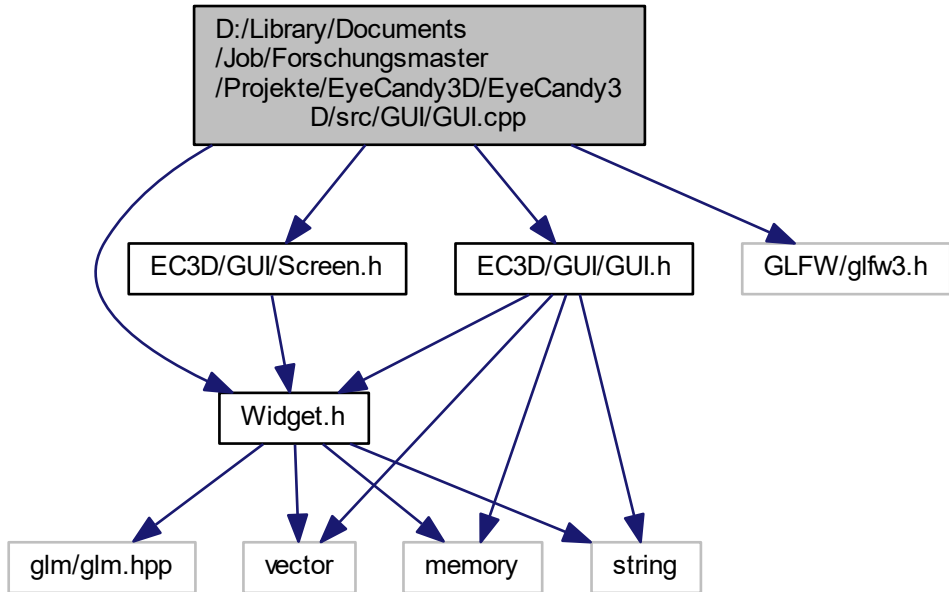 D:/Library/Documents
/Job/Forschungsmaster
/Projekte/EyeCandy3D/EyeCandy3
D/src/GUI/GUI.cpp
EC3D/GUI/Screen.h
EC3D/GUI/GUI.h
GLFW/glfw3.h
Widget.h
glm/glm.hpp
vector
memory
string